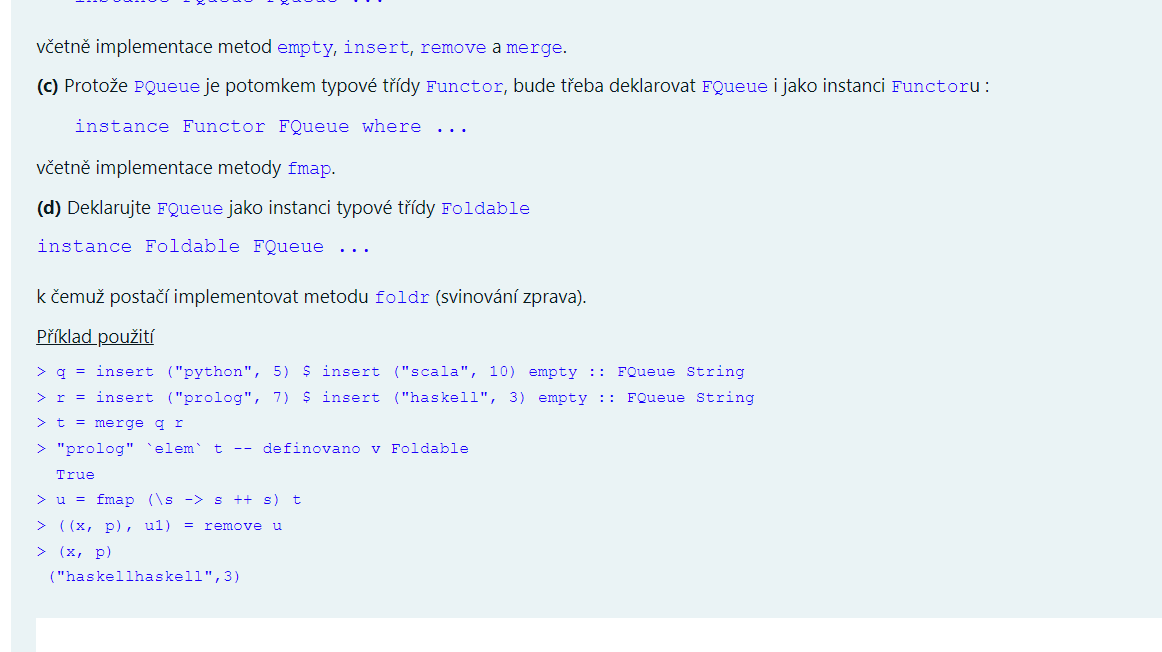 včetně implementace metod empty, insert, remove a merge.
(c) Protože PQueue je potomkem typové třídy Functor, bude třeba deklarovat FQueue i jako instanci Functoru :
instance Functor FQueue where ...
včetně implementace metody fmap.
(d) Deklarujte FQueue jako instanci typové třídy Foldable
instance Foldable FQueue ...
k čemuž postačí implementovat metodu foldr (svinování zprava).
Příklad použití
> q = insert ("python", 5) $ insert ("scala", 10) empty :: FQueue String
> r = insert ("prolog", 7) $ insert ("haskell", 3) empty :: FQueue String
> t = merge q r
> "prolog" `elem` t -- definovano v Foldable
True
> u = fmap (\s -> s ++ s) t
> ((x, p), u1) = remove u
> (x, p)
("haskellhaskell",3)